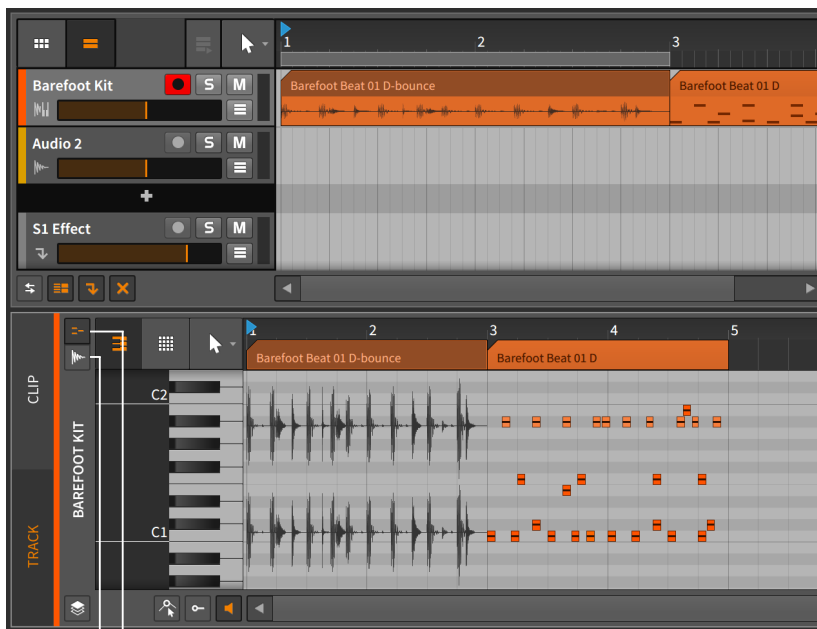 1 2 3
Barefoot Kit S M
Barefoot Beat 01 D-bounce Barefoot Beat 01 D
Audio 2 S M
S1 Effect S M
CLIP
TRACK
BAREFOOT KIT
1 2 3 4 5
Barefoot Beat 01 D-bounce Barefoot Beat 01 D
C2
C1